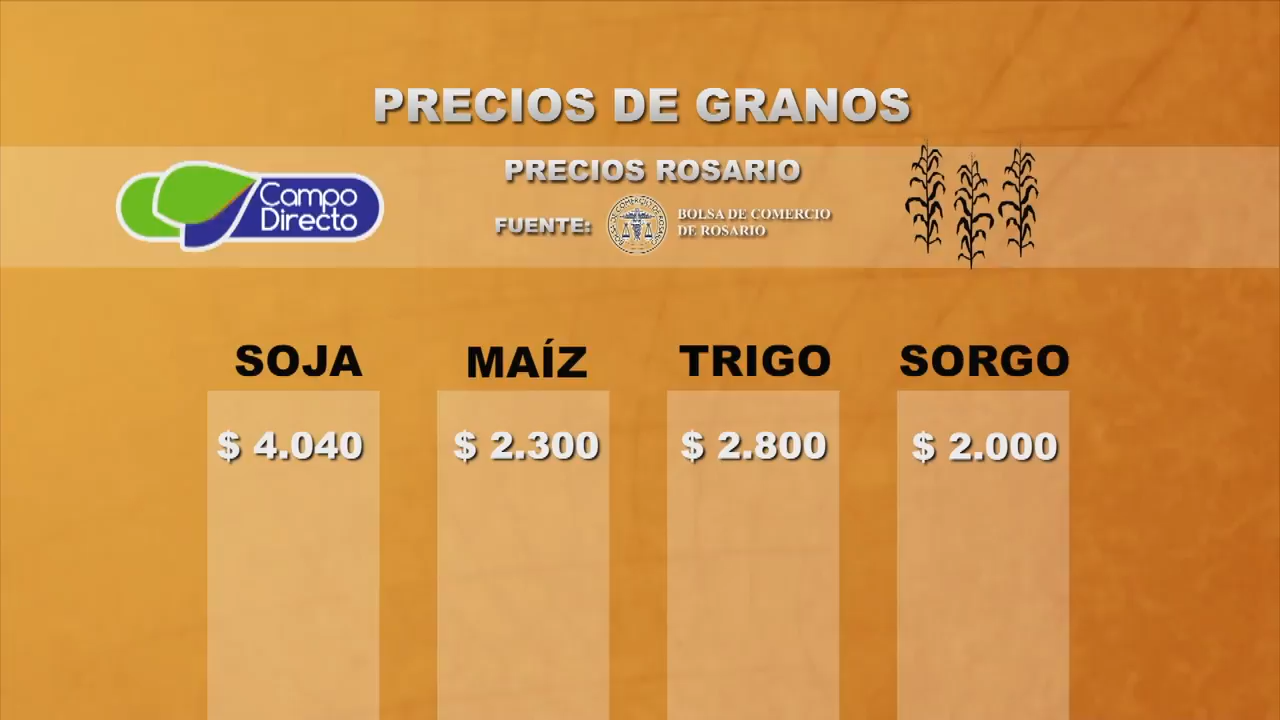 PRECIOS DE GRANOS
Campo
Directo
PRECIOS ROSARIO
FUENTE:
BOLSA DE COMERCIO
DE ROSARIO
SOJA
MAÍZ
TRIGO
SORGO
$ 4.040
$ 2.300
$ 2.800
$ 2.000